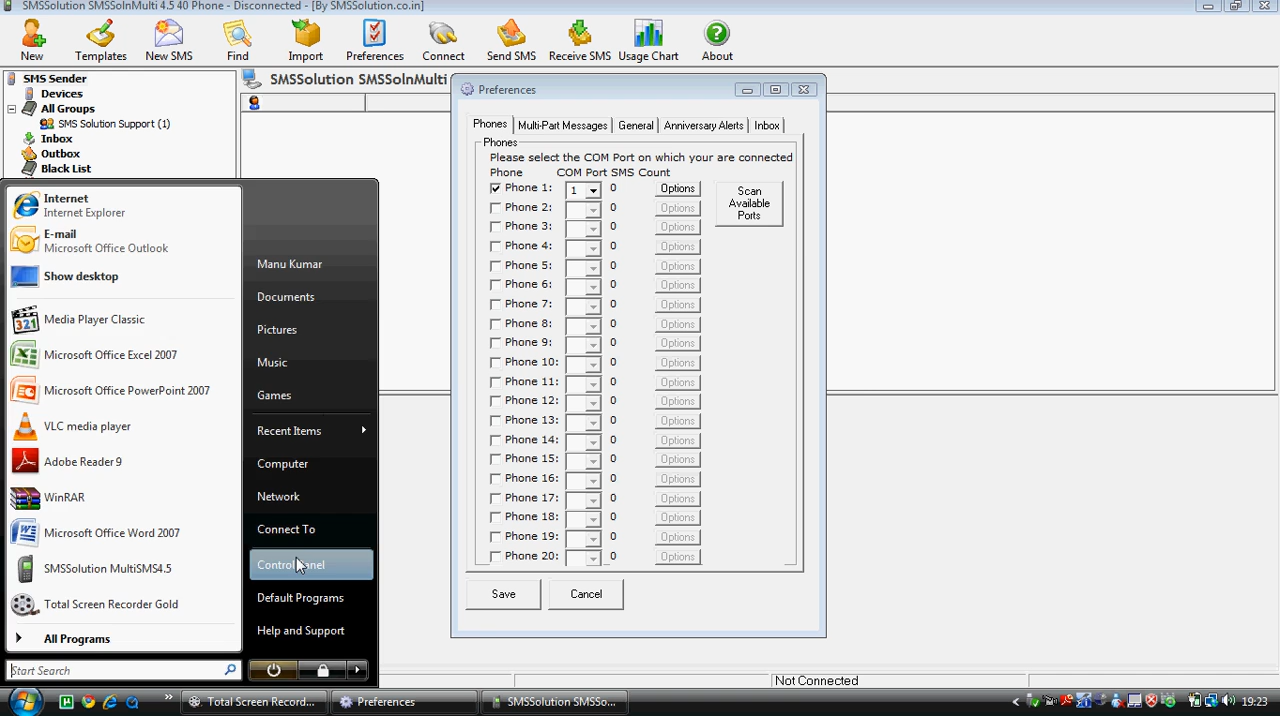 SMSSolution SMSSolnMulti 4.5 40 Phone - Disconnected - [By SMSSolution.co.in]
New
Templates
New SMS
Find
Import
Preferences
Connect
Send SMS
Receive SMS
Usage Chart
Help
SMS Sender
Devices
All Groups
SMS Solution Support (1)
Inbox
Outbox
Black List
SMSSolution SMSSolnMulti
Preferences
Phones
Multi-Part Messages
General
Anniversary Alerts
Inbox
Phones
Please select the COM Port on which your are connected
Phone COM Port SMS Count
Phone 1: 1 0 Options
Phone 2: 0 Options
Phone 3: 0 Options
Phone 4: 0 Options
Phone 5: 0 Options
Phone 6: 0 Options
Phone 7: 0 Options
Phone 8: 0 Options
Phone 9: 0 Options
Phone 10: 0 Options
Phone 11: 0 Options
Phone 12: 0 Options
Phone 13: 0 Options
Phone 14: 0 Options
Phone 15: 0 Options
Phone 16: 0 Options
Phone 17: 0 Options
Phone 18: 0 Options
Phone 19: 0 Options
Phone 20: 0 Options
Scan
Available
Ports
Save
Cancel
Internet
Internet Explorer
E-mail
Microsoft Office Outlook
Show desktop
321
Media Player Classic
Microsoft Office Excel 2007
Microsoft Office PowerPoint 2007
VLC media player
Adobe Reader 9
WinRAR
Microsoft Office Word 2007
SMSSolution MultiSMS4.5
Total Screen Recorder Gold
All Programs
Start Search
Manu Kumar
Documents
Pictures
Music
Games
Recent Items
Computer
Network
Connect To
Control Panel
Default Programs
Help and Support
Not Connected
Total Screen Record...
Preferences
SMSSolution SMSSo...
19:23